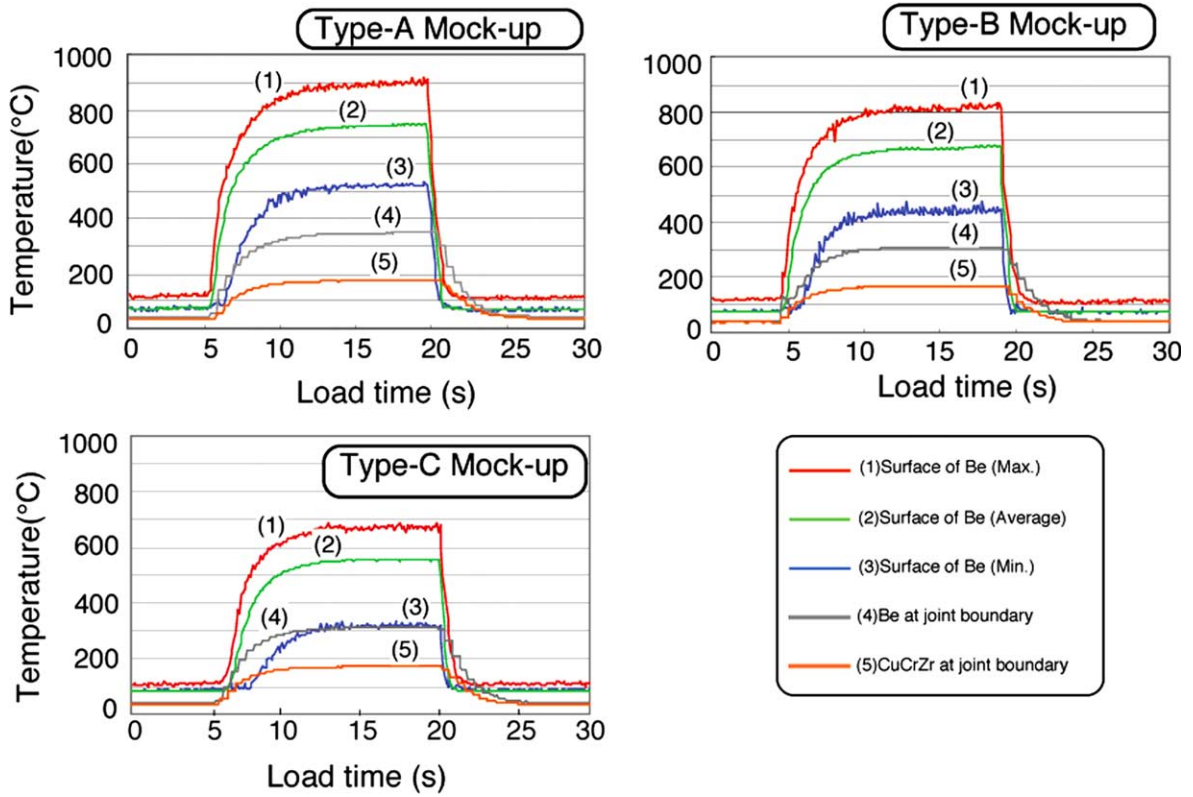 Type-A Mock-up
Temperature(°C)
1000
800
600
400
200
0
(1)
(2)
(3)
(4)
(5)
0 5 10 15 20 25 30
Load time (s)
Type-B Mock-up
1000
800
600
400
200
0
(1)
(2)
(3)
(4)
(5)
0 5 10 15 20 25 30
Load time (s)
Type-C Mock-up
Temperature(°C)
1000
800
600
400
200
0
(1)
(2)
(4)
(3)
(5)
0 5 10 15 20 25 30
Load time (s)
(1)Surface of Be (Max.)
(2)Surface of Be (Average)
(3)Surface of Be (Min.)
(4)Be at joint boundary
(5)CuCrZr at joint boundary